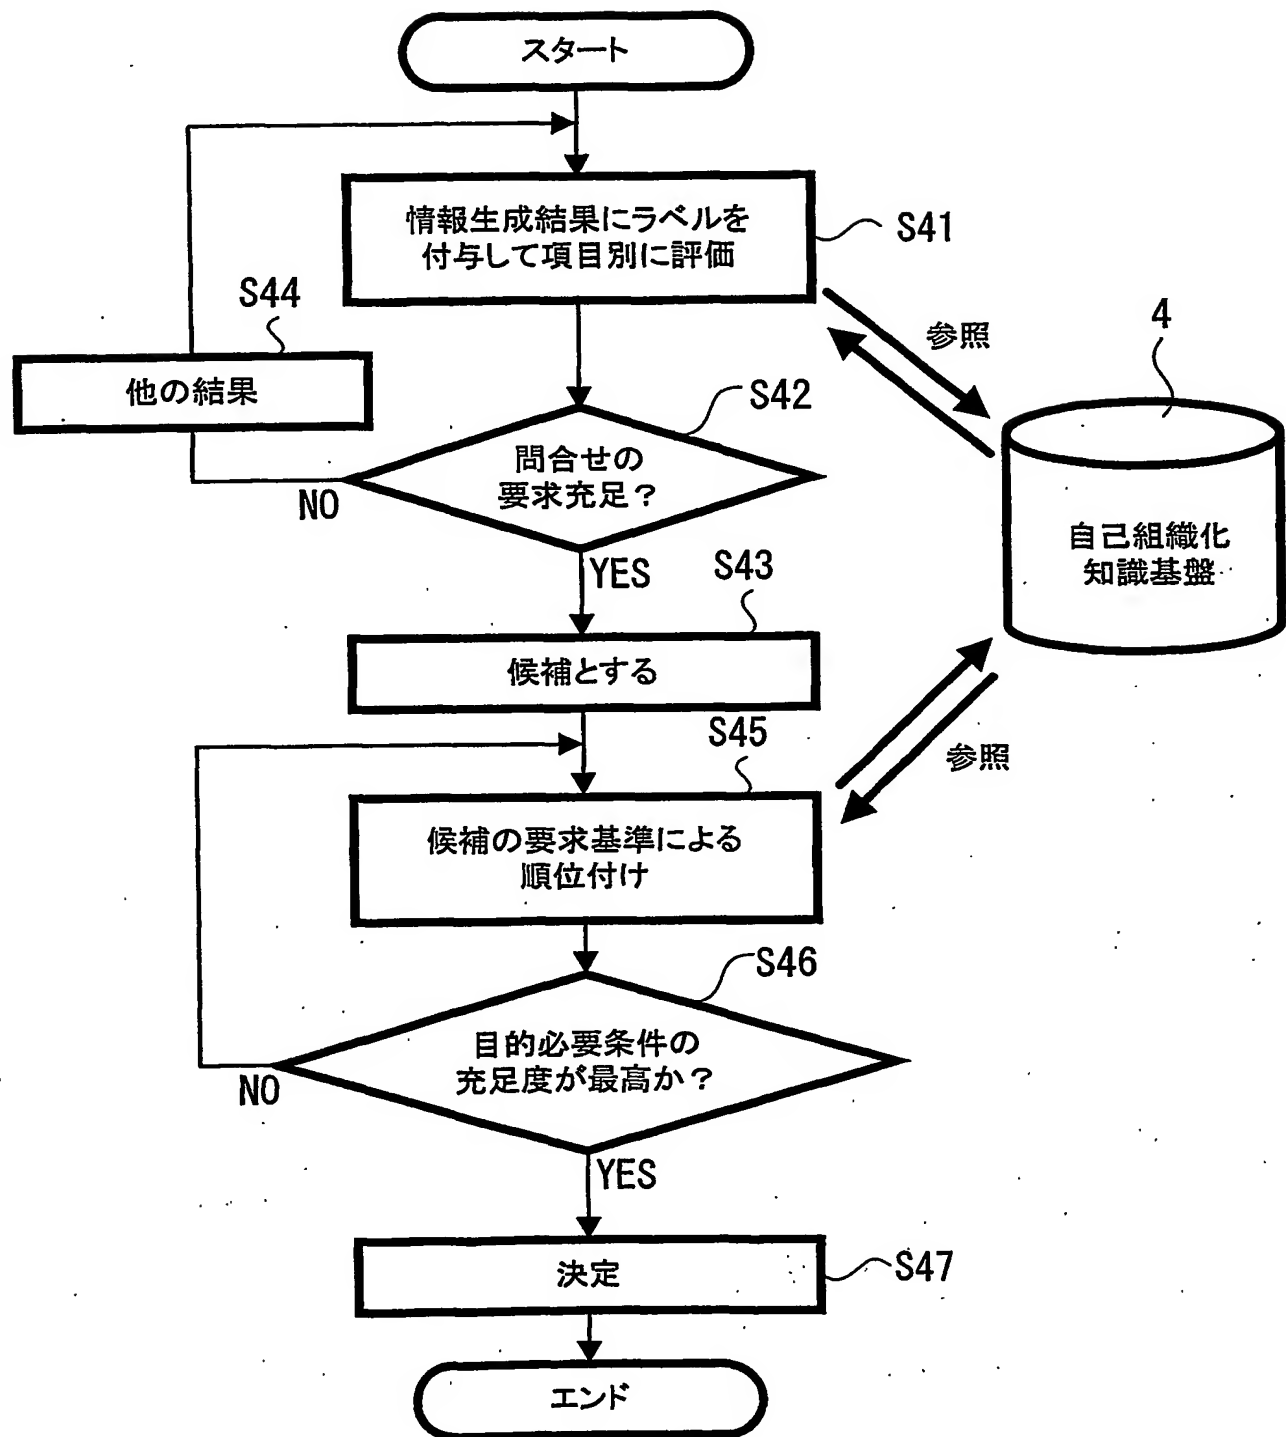 スタート
情報生成結果にラベルを
付与して項目別に評価
S41
S44
参照
4
他の結果
S42
問合せの
要求充足？
NO
自己組織化
知識基盤
YES
S43
候補とする
S45
参照
候補の要求基準による
順位付け
S46
目的必要条件の
充足度が最高か？
NO
YES
決定
S47
エンド